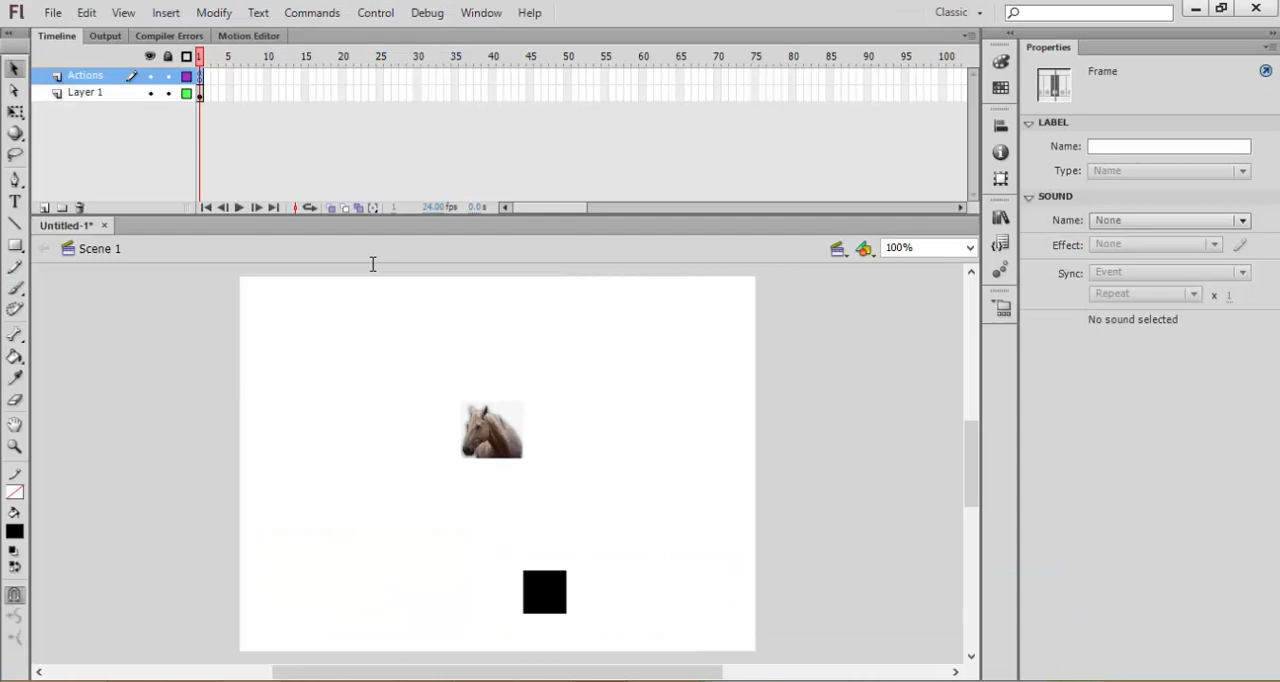 Fl File Edit View Insert Modify Text Commands Control Debug Window Help Classic
Timeline Output Compiler Errors Motion Editor
1 5 10 15 20 25 30 35 40 45 50 55 60 65 70 75 80 85 90 95 100
Actions
Layer 1
1 24.00 fps 0.0 s
Untitled-1*
Scene 1
100%
Properties
Frame
LABEL
Name:
Type: Name
SOUND
Name: None
Effect: None
Sync: Event
Repeat x 1
No sound selected